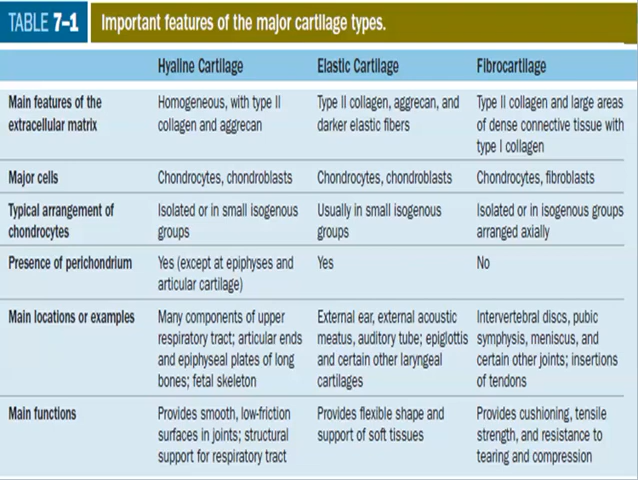 TABLE 7–1 Important features of the major cartilage types.
Hyaline Cartilage Elastic Cartilage Fibrocartilage
Main features of the extracellular matrix
Homogeneous, with type II collagen and aggrecan
Type II collagen, aggrecan, and darker elastic fibers
Type II collagen and large areas of dense connective tissue with type I collagen
Major cells
Chondrocytes, chondroblasts
Chondrocytes, chondroblasts
Chondrocytes, fibroblasts
Typical arrangement of chondrocytes
Isolated or in small isogenous groups
Usually in small isogenous groups
Isolated or in isogenous groups arranged axially
Presence of perichondrium
Yes (except at epiphyses and articular cartilage)
Yes
No
Main locations or examples
Many components of upper respiratory tract; articular ends and epiphyseal plates of long bones; fetal skeleton
External ear, external acoustic meatus, auditory tube; epiglottis and certain other laryngeal cartilages
Intervertebral discs, pubic symphysis, meniscus, and certain other joints; insertions of tendons
Main functions
Provides smooth, low-friction surfaces in joints; structural support for respiratory tract
Provides flexible shape and support of soft tissues
Provides cushioning, tensile strength, and resistance to tearing and compression